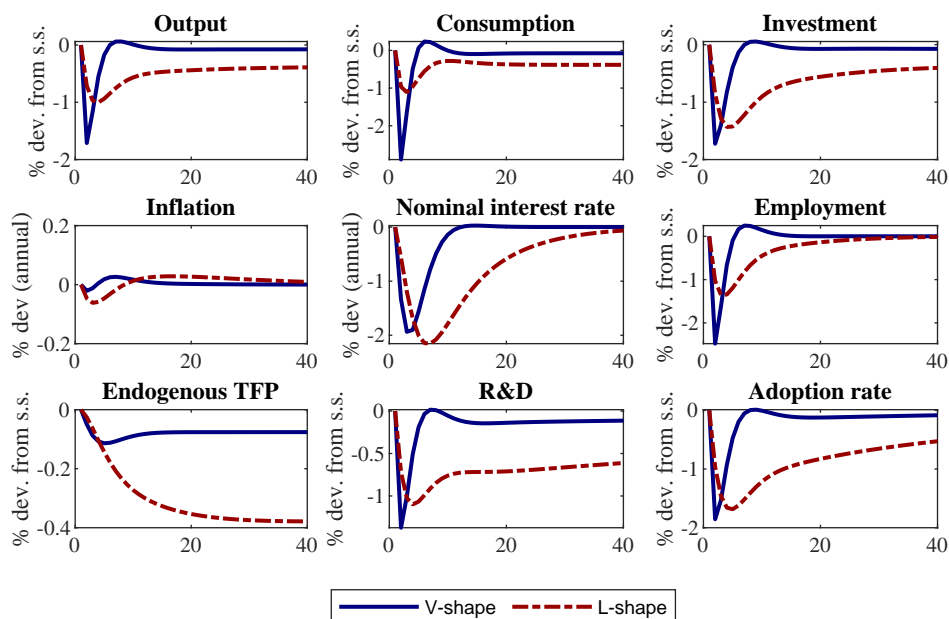 Output
Consumption
Investment
% dev. from s.s.
0
-1
-2
0 20 40
% dev. from s.s.
0
-1
-2
0 20 40
% dev. from s.s.
0
-1
-2
0 20 40
Inflation
Nominal interest rate
Employment
% dev (annual)
0.2
0
-0.2
0 20 40
% dev (annual)
0
-1
-2
0 20 40
% dev. from s.s.
0
-1
-2
0 20 40
Endogenous TFP
R&D
Adoption rate
% dev. from s.s.
0
-0.2
-0.4
0 20 40
% dev. from s.s.
0
-0.5
-1
0 20 40
% dev. from s.s.
0
-1
-2
0 20 40
V-shape L-shape